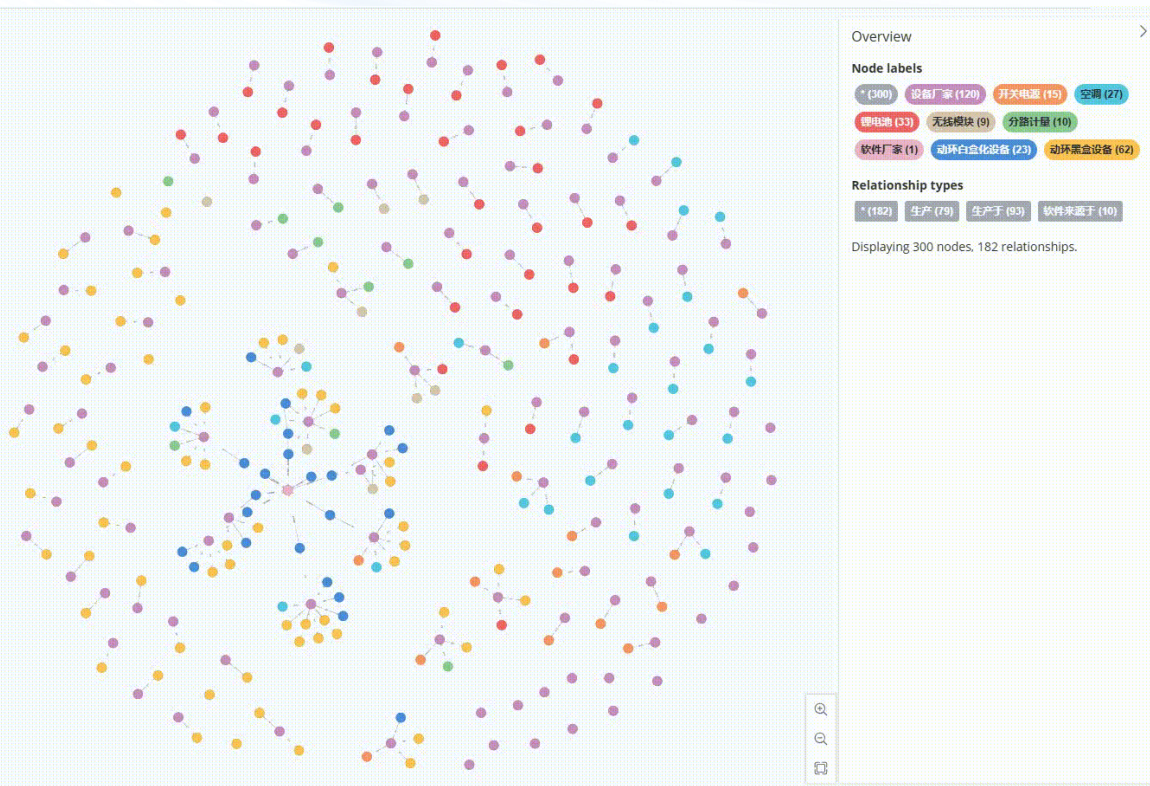 Overview
Node labels
* (300) 设备厂家 (120) 开关电源 (15) 空调 (27)
锂电池 (33) 无线模块 (9) 分路计量 (10)
软件厂家 (1) 动环白盒化设备 (23) 动环黑盒设备 (62)
Relationship types
* (182) 生产 (79) 生产于 (93) 软件来源于 (10)
Displaying 300 nodes, 182 relationships.